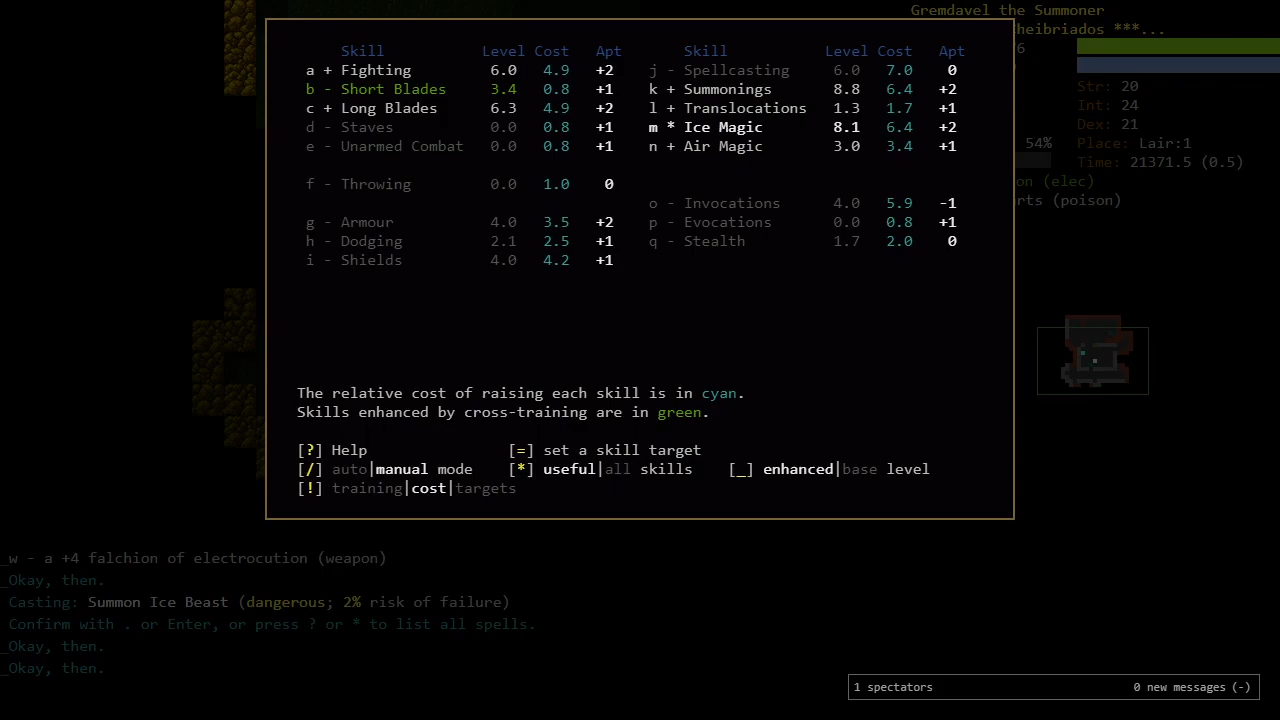 Gremdavel the Summoner
heibriados ***...
6
Skill Level Cost Apt Skill Level Cost Apt
a + Fighting 6.0 4.9 +2 j - Spellcasting 6.0 7.0 0
b - Short Blades 3.4 0.8 +1 k + Summonings 8.8 6.4 +2
Str: 20
c + Long Blades 6.3 4.9 +2 l + Translocations 1.3 1.7 +1
Int: 24
d - Staves 0.0 0.8 +1 m * Ice Magic 8.1 6.4 +2
Dex: 21
e - Unarmed Combat 0.0 0.8 +1 n + Air Magic 3.0 3.4 +1
54% Place: Lair:1
Time: 21371.5 (0.5)
f - Throwing 0.0 1.0 0
on (elec)
o - Invocations 4.0 5.9 -1
rts (poison)
g - Armour 4.0 3.5 +2 p - Evocations 0.0 0.8 +1
h - Dodging 2.1 2.5 +1 q - Stealth 1.7 2.0 0
i - Shields 4.0 4.2 +1
The relative cost of raising each skill is in cyan.
Skills enhanced by cross-training are in green.
[?] Help [=] set a skill target
[/] auto|manual mode [*] useful|all skills [_] enhanced|base level
[!] training|cost|targets
_w - a +4 falchion of electrocution (weapon)
_Okay, then.
Casting: Summon Ice Beast (dangerous; 2% risk of failure)
Confirm with . or Enter, or press ? or * to list all spells.
_Okay, then.
_Okay, then.
1 spectators 0 new messages (-)